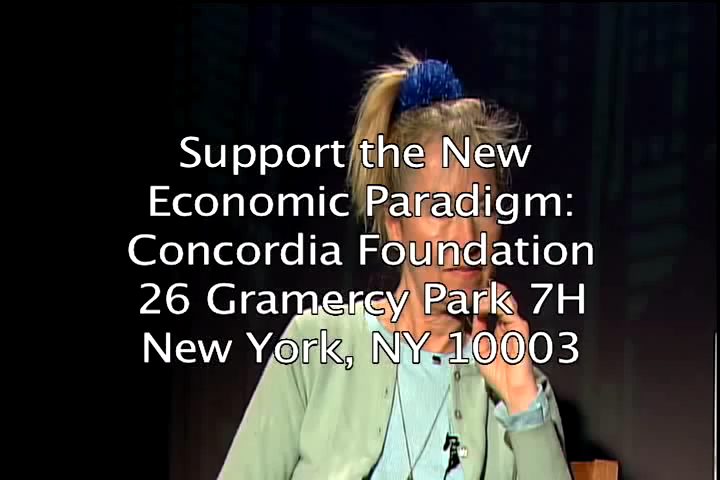 Support the New
Economic Paradigm:
Concordia Foundation
26 Gramercy Park 7H
New York, NY 10003